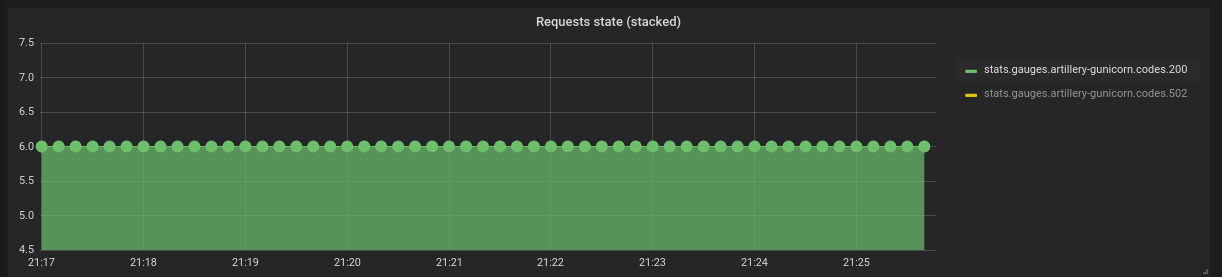 Requests state (stacked)
7.5
7.0
6.5
6.0
5.5
5.0
4.5
21:17 21:18 21:19 21:20 21:21 21:22 21:23 21:24 21:25
stats.gauges.artillery-gunicorn.codes.200
stats.gauges.artillery-gunicorn.codes.502